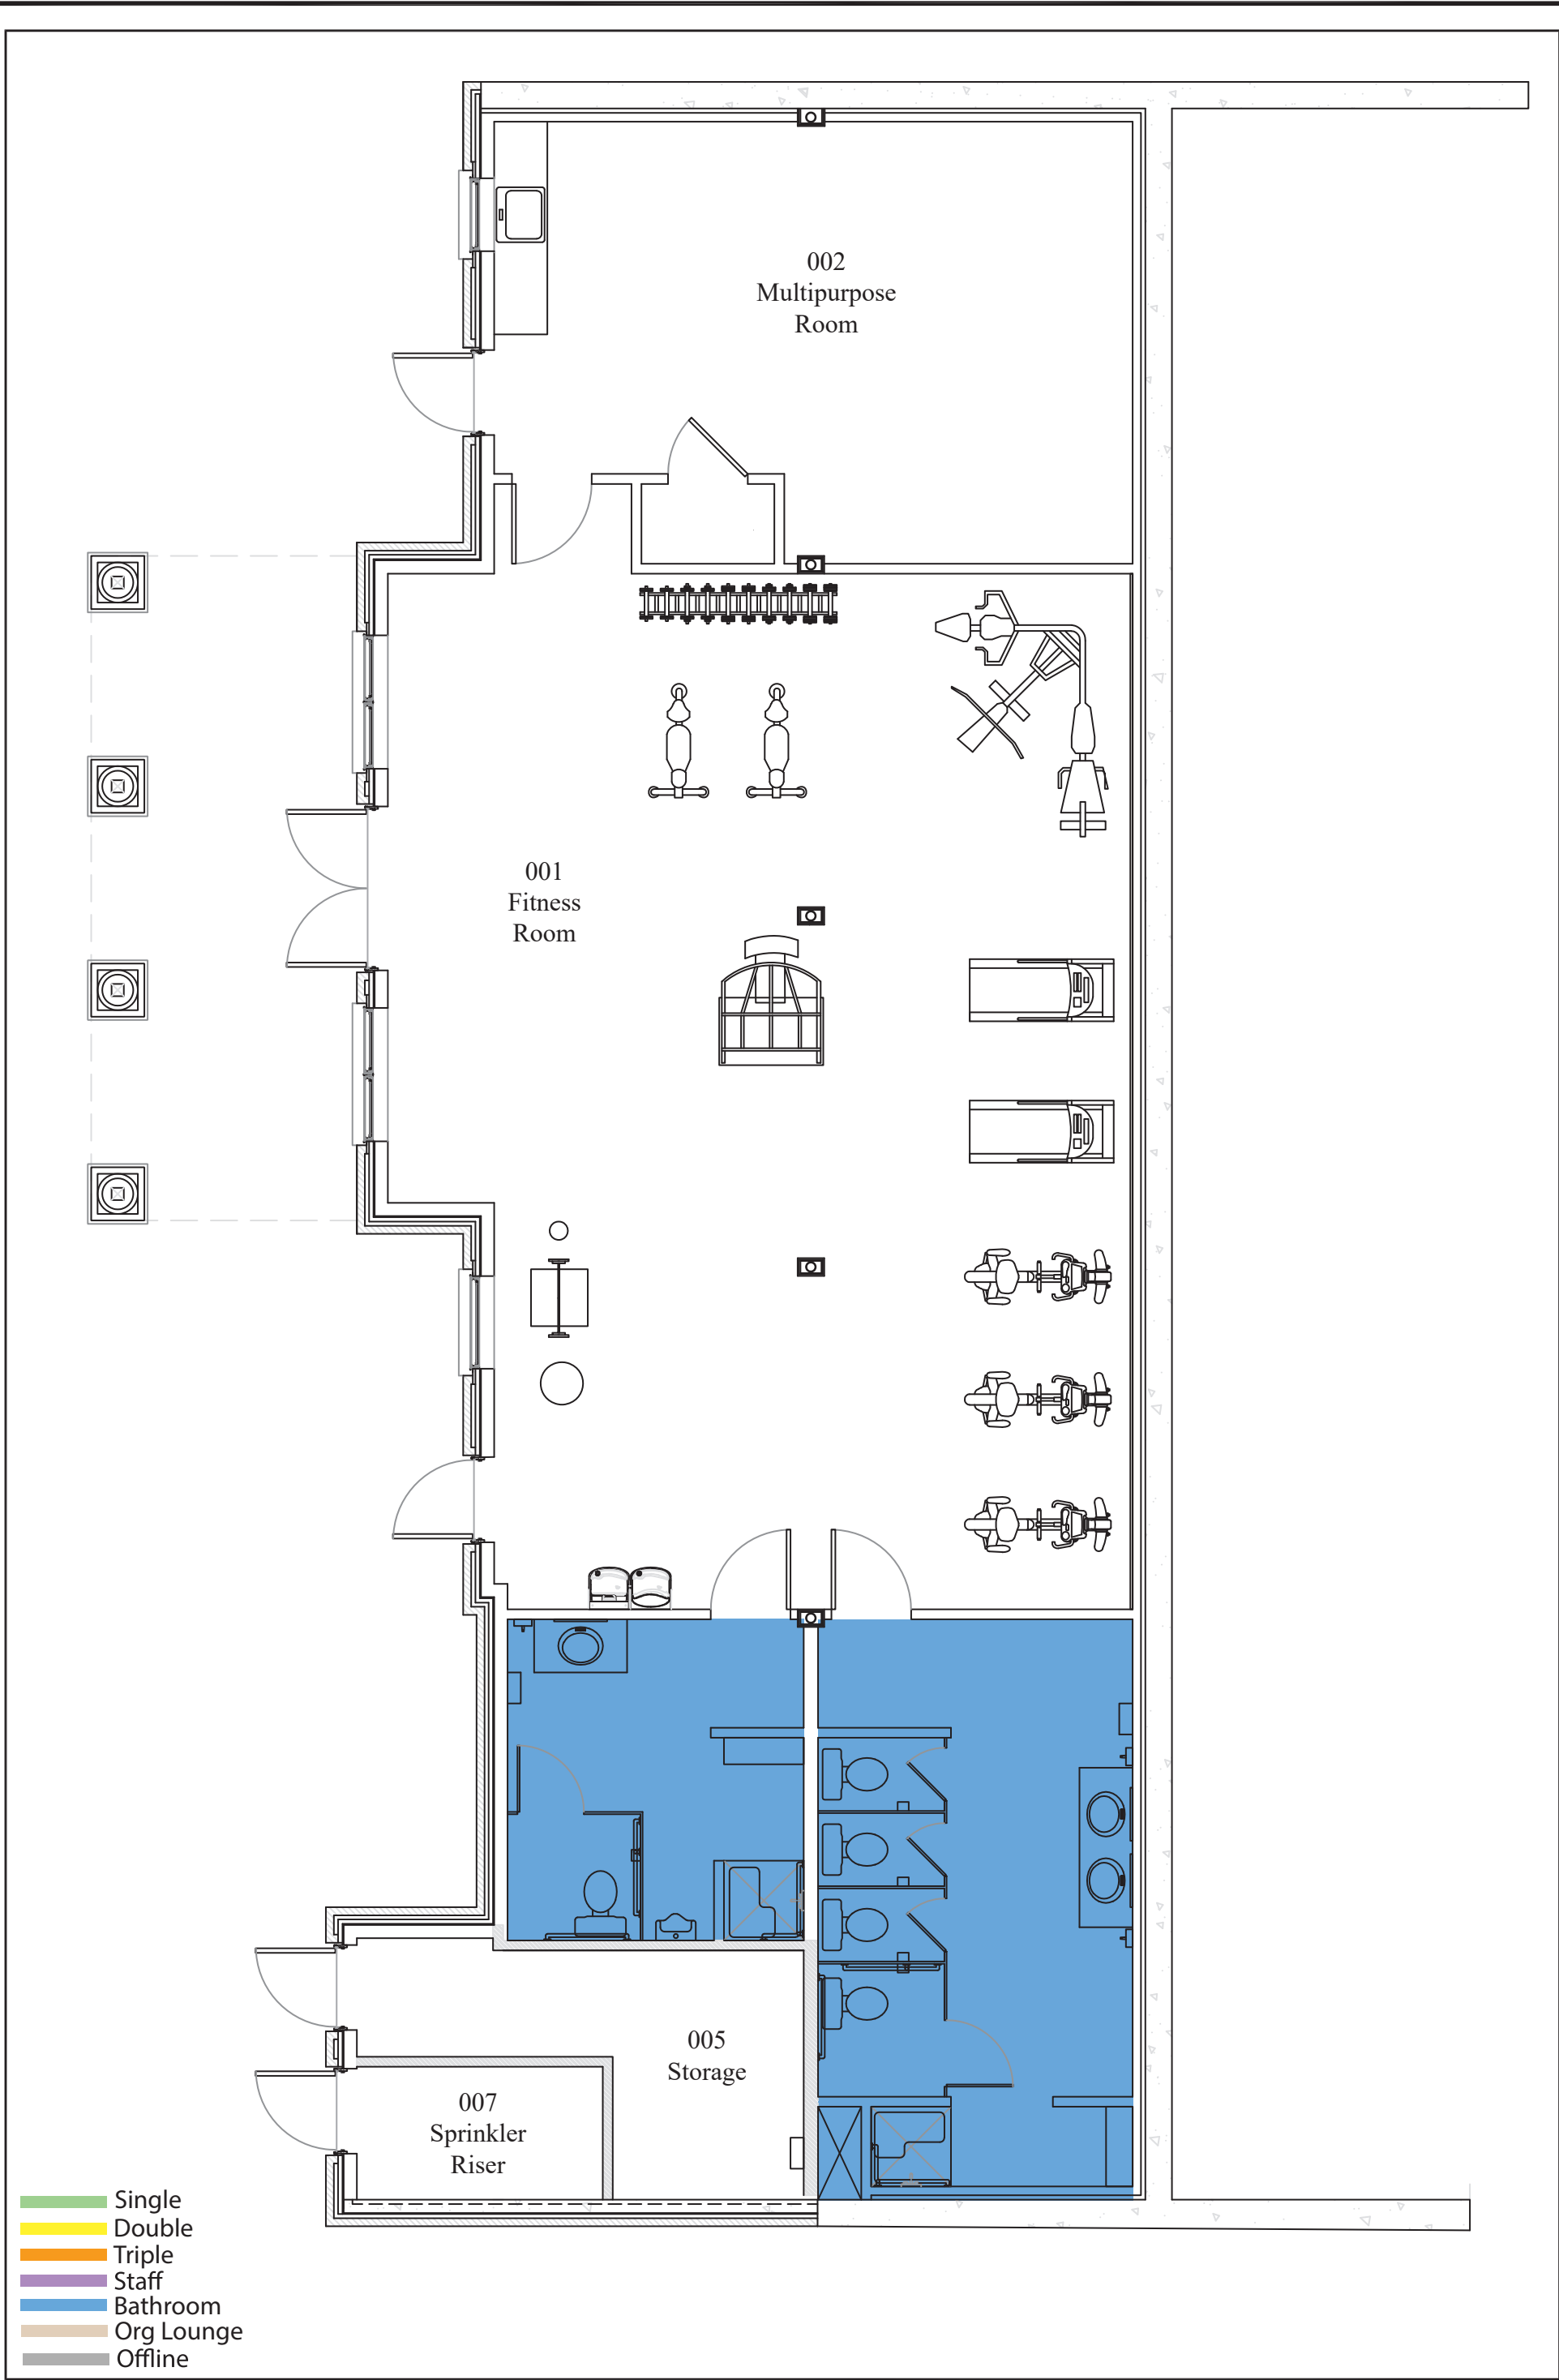 002
Multipurpose
Room
001
Fitness
Room
005
Storage
007
Sprinkler
Riser
Single
Double
Triple
Staff
Bathroom
Org Lounge
Offline